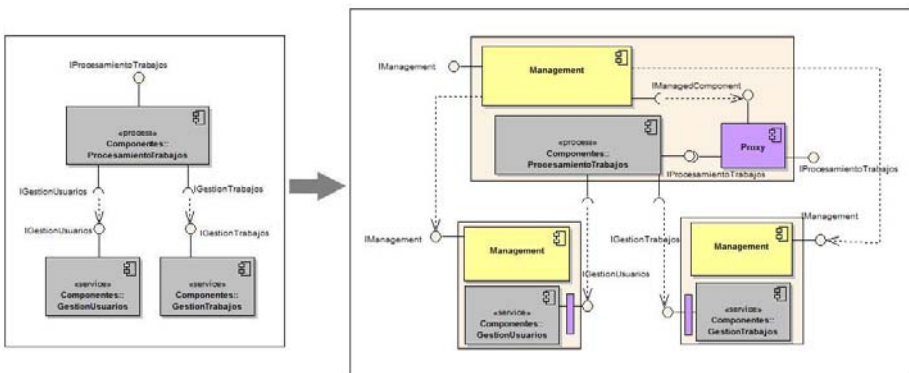 IProcesamientoTrabajos
«process»
Componentes::
ProcesamientoTrabajos
IGestionUsuarios
IGestionTrabajos
IGestionUsuarios
IGestionTrabajos
«service»
Componentes::
GestionUsuarios
«service»
Componentes::
GestionTrabajos
IManagement
Management
IManagedComponent
«process»
Componentes::
ProcesamientoTrabajos
Proxy
IProcesamientoTrabajos
IProcesamientoTrabajos
IManagement
Management
IGestionTrabajos
IManagement
Management
IGestionUsuarios
«service»
Componentes::
GestionUsuarios
«service»
Componentes::
GestionTrabajos